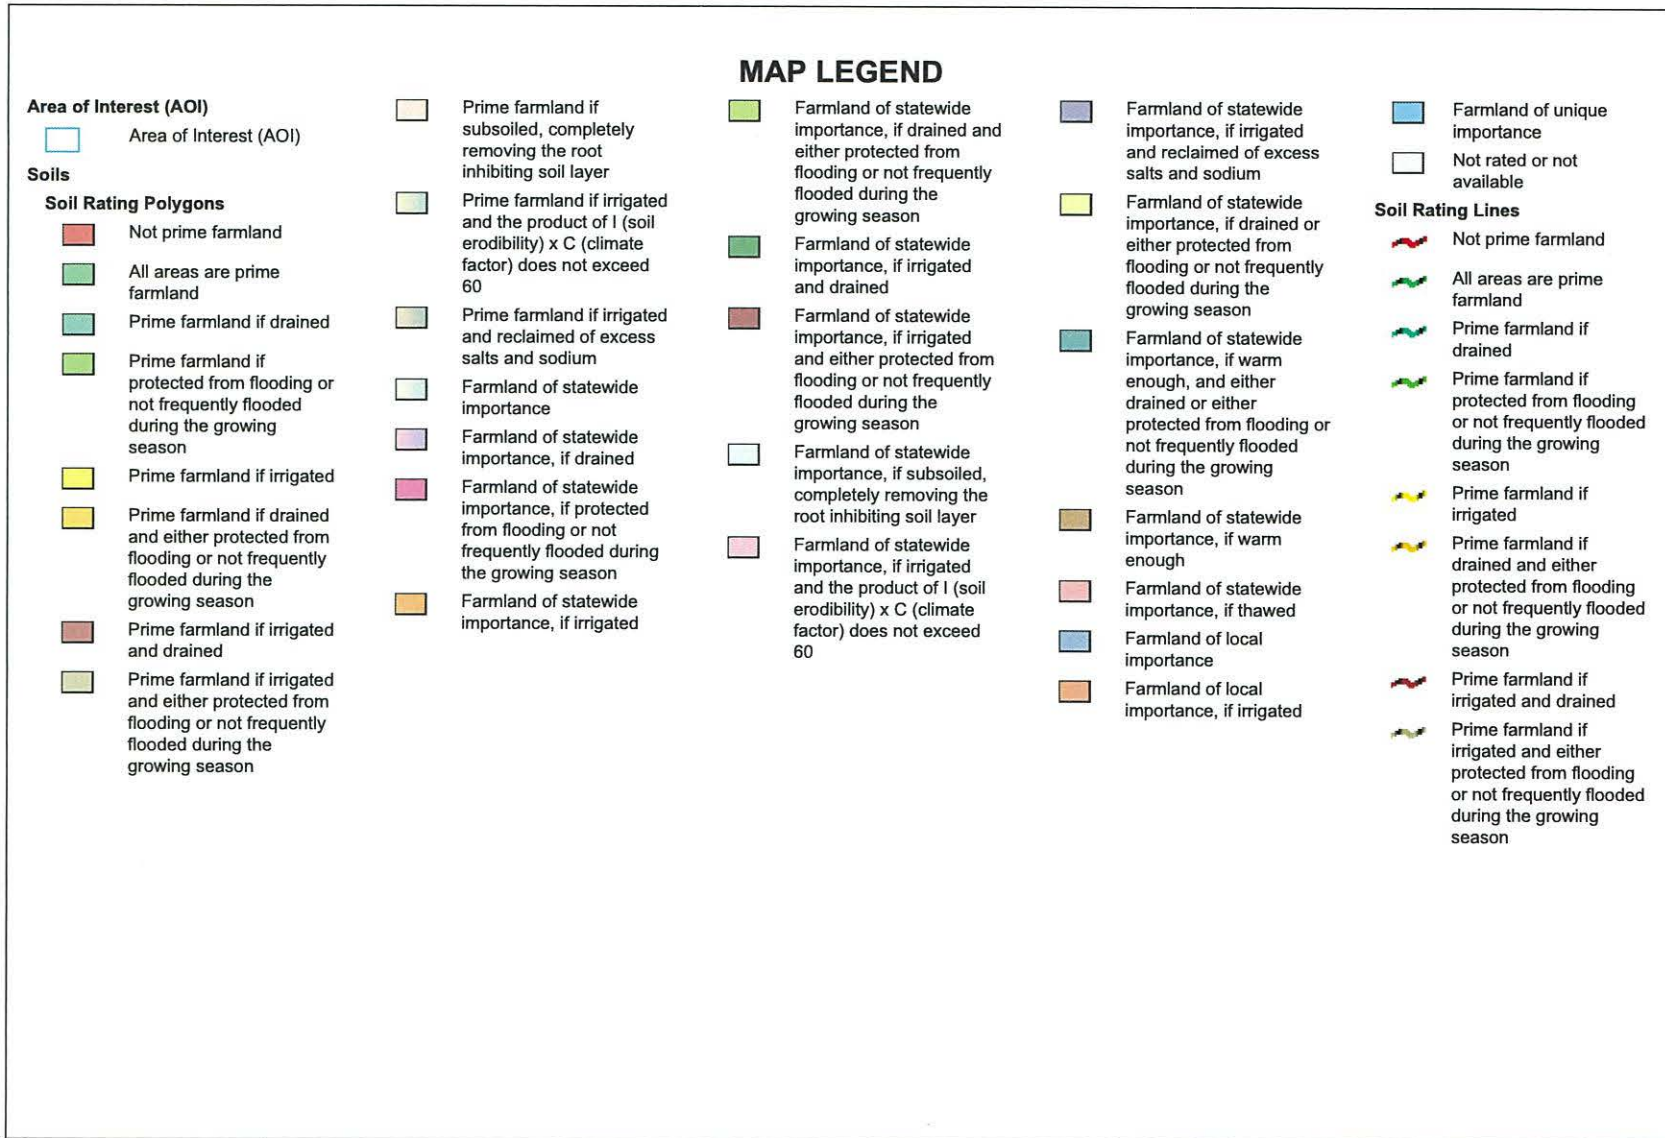 MAP LEGEND
Area of Interest (AOI)
Area of Interest (AOI)
Soils
Soil Rating Polygons
Not prime farmland
All areas are prime
farmland
Prime farmland if drained
Prime farmland if
protected from flooding or
not frequently flooded
during the growing
season
Prime farmland if irrigated
Prime farmland if drained
and either protected from
flooding or not frequently
flooded during the
growing season
Prime farmland if irrigated
and drained
Prime farmland if irrigated
and either protected from
flooding or not frequently
flooded during the
growing season
Prime farmland if
subsoiled, completely
removing the root
inhibiting soil layer
Prime farmland if irrigated
and the product of I (soil
erodibility) x C (climate
factor) does not exceed
60
Prime farmland if irrigated
and reclaimed of excess
salts and sodium
Farmland of statewide
importance
Farmland of statewide
importance, if drained
Farmland of statewide
importance, if protected
from flooding or not
frequently flooded during
the growing season
Farmland of statewide
importance, if irrigated
Farmland of statewide
importance, if drained and
either protected from
flooding or not frequently
flooded during the
growing season
Farmland of statewide
importance, if irrigated
and drained
Farmland of statewide
importance, if irrigated
and either protected from
flooding or not frequently
flooded during the
growing season
Farmland of statewide
importance, if subsoiled,
completely removing the
root inhibiting soil layer
Farmland of statewide
importance, if irrigated
and the product of I (soil
erodibility) x C (climate
factor) does not exceed
60
Farmland of statewide
importance, if irrigated
and reclaimed of excess
salts and sodium
Farmland of statewide
importance, if drained or
either protected from
flooding or not frequently
flooded during the
growing season
Farmland of statewide
importance, if warm
enough, and either
drained or either
protected from flooding or
not frequently flooded
during the growing
season
Farmland of statewide
importance, if warm
enough
Farmland of statewide
importance, if thawed
Farmland of local
importance
Farmland of local
importance, if irrigated
Farmland of unique
importance
Not rated or not
available
Soil Rating Lines
Not prime farmland
All areas are prime
farmland
Prime farmland if
drained
Prime farmland if
protected from flooding
or not frequently flooded
during the growing
season
Prime farmland if
irrigated
Prime farmland if
drained and either
protected from flooding
or not frequently flooded
during the growing
season
Prime farmland if
irrigated and drained
Prime farmland if
irrigated and either
protected from flooding
or not frequently flooded
during the growing
season